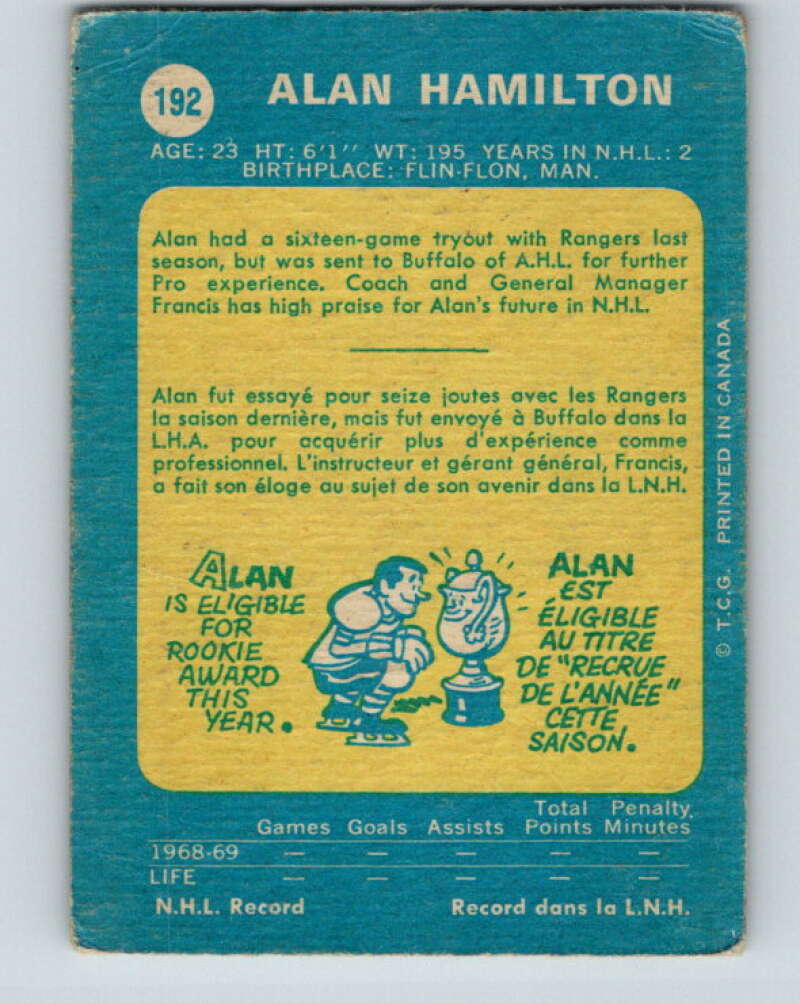 192
ALAN HAMILTON
AGE: 23 HT: 6'1'' WT: 195 YEARS IN N.H.L.: 2
BIRTHPLACE: FLIN-FLON, MAN.
Alan had a sixteen-game tryout with Rangers last
season, but was sent to Buffalo of A.H.L. for further
Pro experience. Coach and General Manager
Francis has high praise for Alan's future in N.H.L.
Alan fut essayé pour seize joutes avec les Rangers
la saison dernière, mais fut envoyé à Buffalo dans la
L.H.A. pour acquérir plus d'expérience comme
professionnel. L'instructeur et gérant général, Francis,
a fait son éloge au sujet de son avenir dans la L.N.H.
ALAN
IS ELIGIBLE
FOR
ROOKIE
AWARD
THIS
YEAR.
ALAN
EST
ÉLIGIBLE
AU TITRE
DE "RECRUE
DE L'ANNÉE"
CETTE
SAISON.
© T.C.G. PRINTED IN CANADA
Total Penalty
Games Goals Assists Points Minutes
1968-69 — — — — —
LIFE — — — — —
N.H.L. Record Record dans la L.N.H.